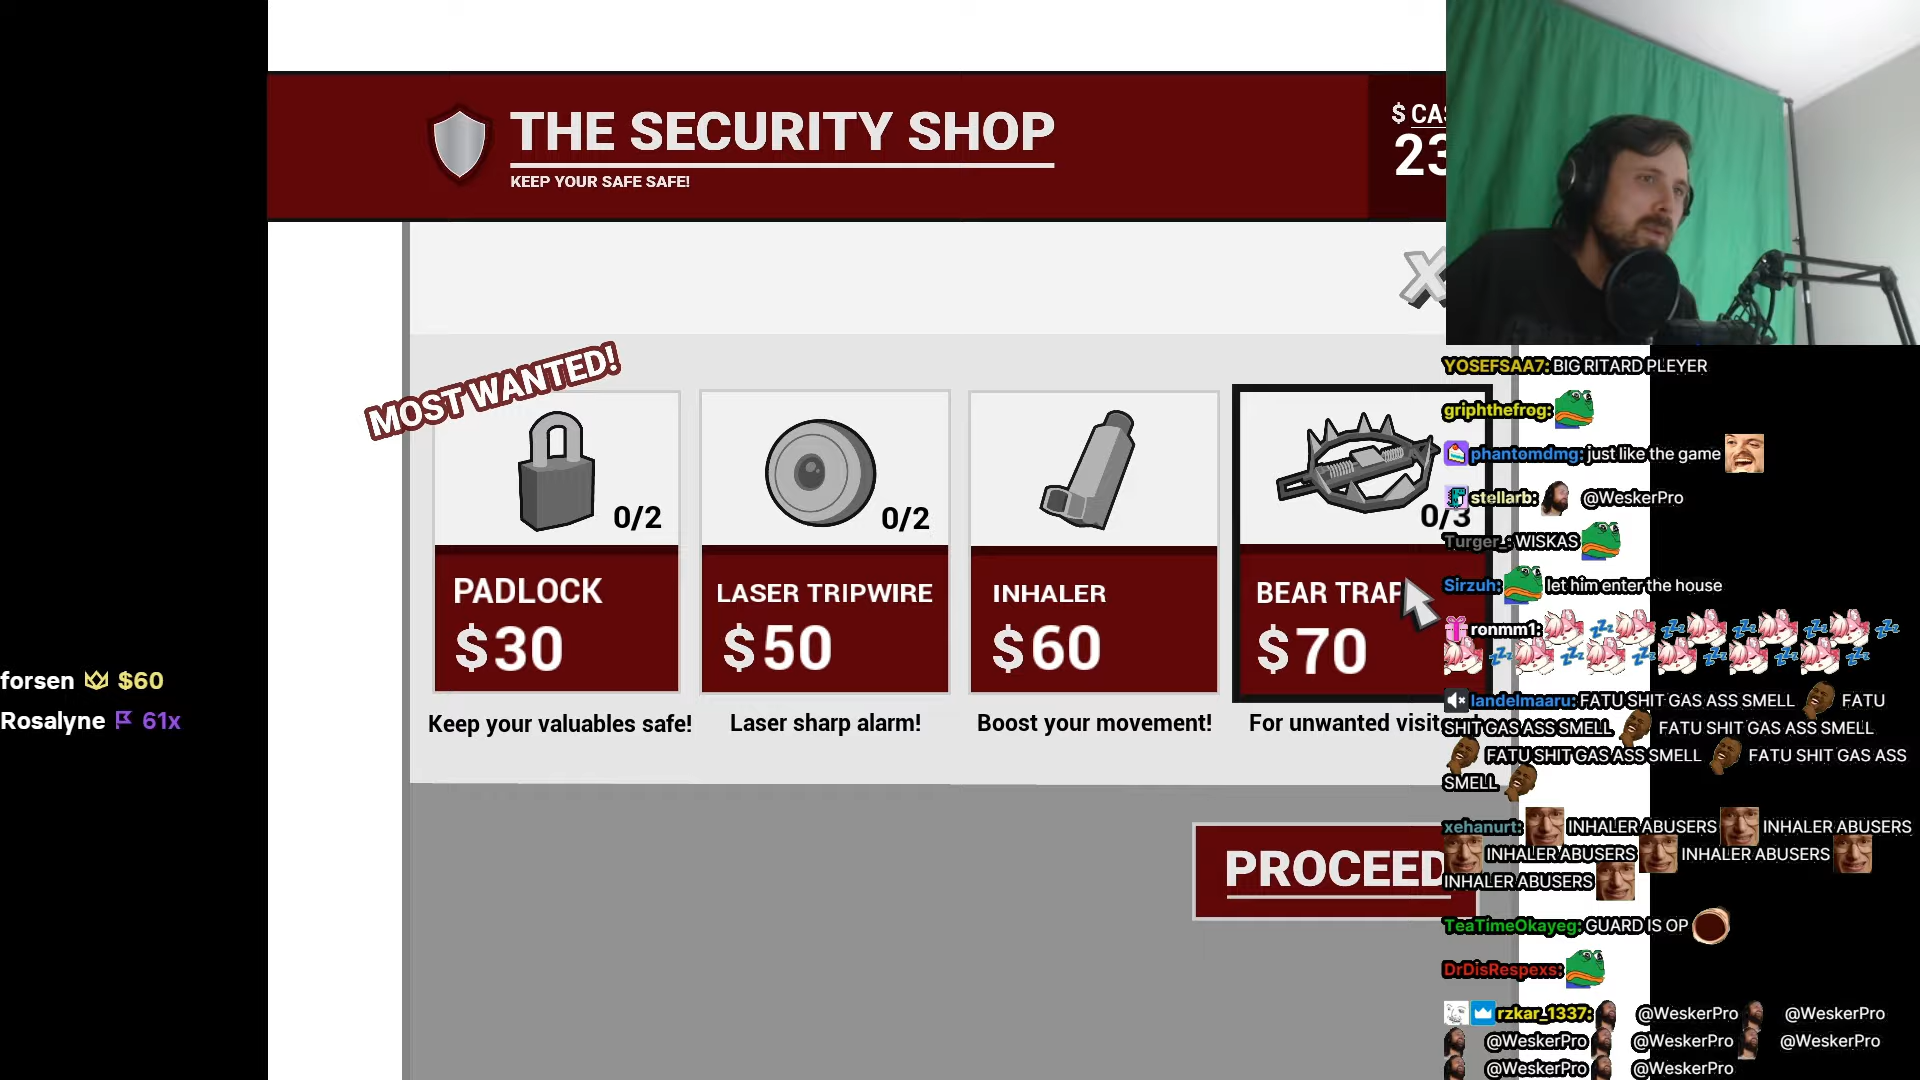 THE SECURITY SHOP
KEEP YOUR SAFE SAFE!
$ CAS
23
X
MOST WANTED!
0/2
0/2
0/3
PADLOCK
$30
LASER TRIPWIRE
$50
INHALER
$60
BEAR TRAP
$70
Keep your valuables safe!
Laser sharp alarm!
Boost your movement!
For unwanted visit
PROCEED
forsen $60
Rosalyne 61x
YOSEFSAA7: BIG RITARD PLEYER
griphthefrog:
phantomdmg: just like the game
stellarb: @WeskerPro
Turger_: WISKAS
Sirzuh: let him enter the house
ronmm1:
landelmaaru: FATU SHIT GAS ASS SMELL FATU
SHIT GAS ASS SMELL FATU SHIT GAS ASS SMELL
FATU SHIT GAS ASS SMELL FATU SHIT GAS ASS
SMELL
xehanurt: INHALER ABUSERS INHALER ABUSERS
INHALER ABUSERS INHALER ABUSERS
INHALER ABUSERS
TeaTimeOkayeg: GUARD IS OP
DrDisRespexs:
rzkar_1337: @WeskerPro @WeskerPro
@WeskerPro @WeskerPro @WeskerPro
@WeskerPro @WeskerPro